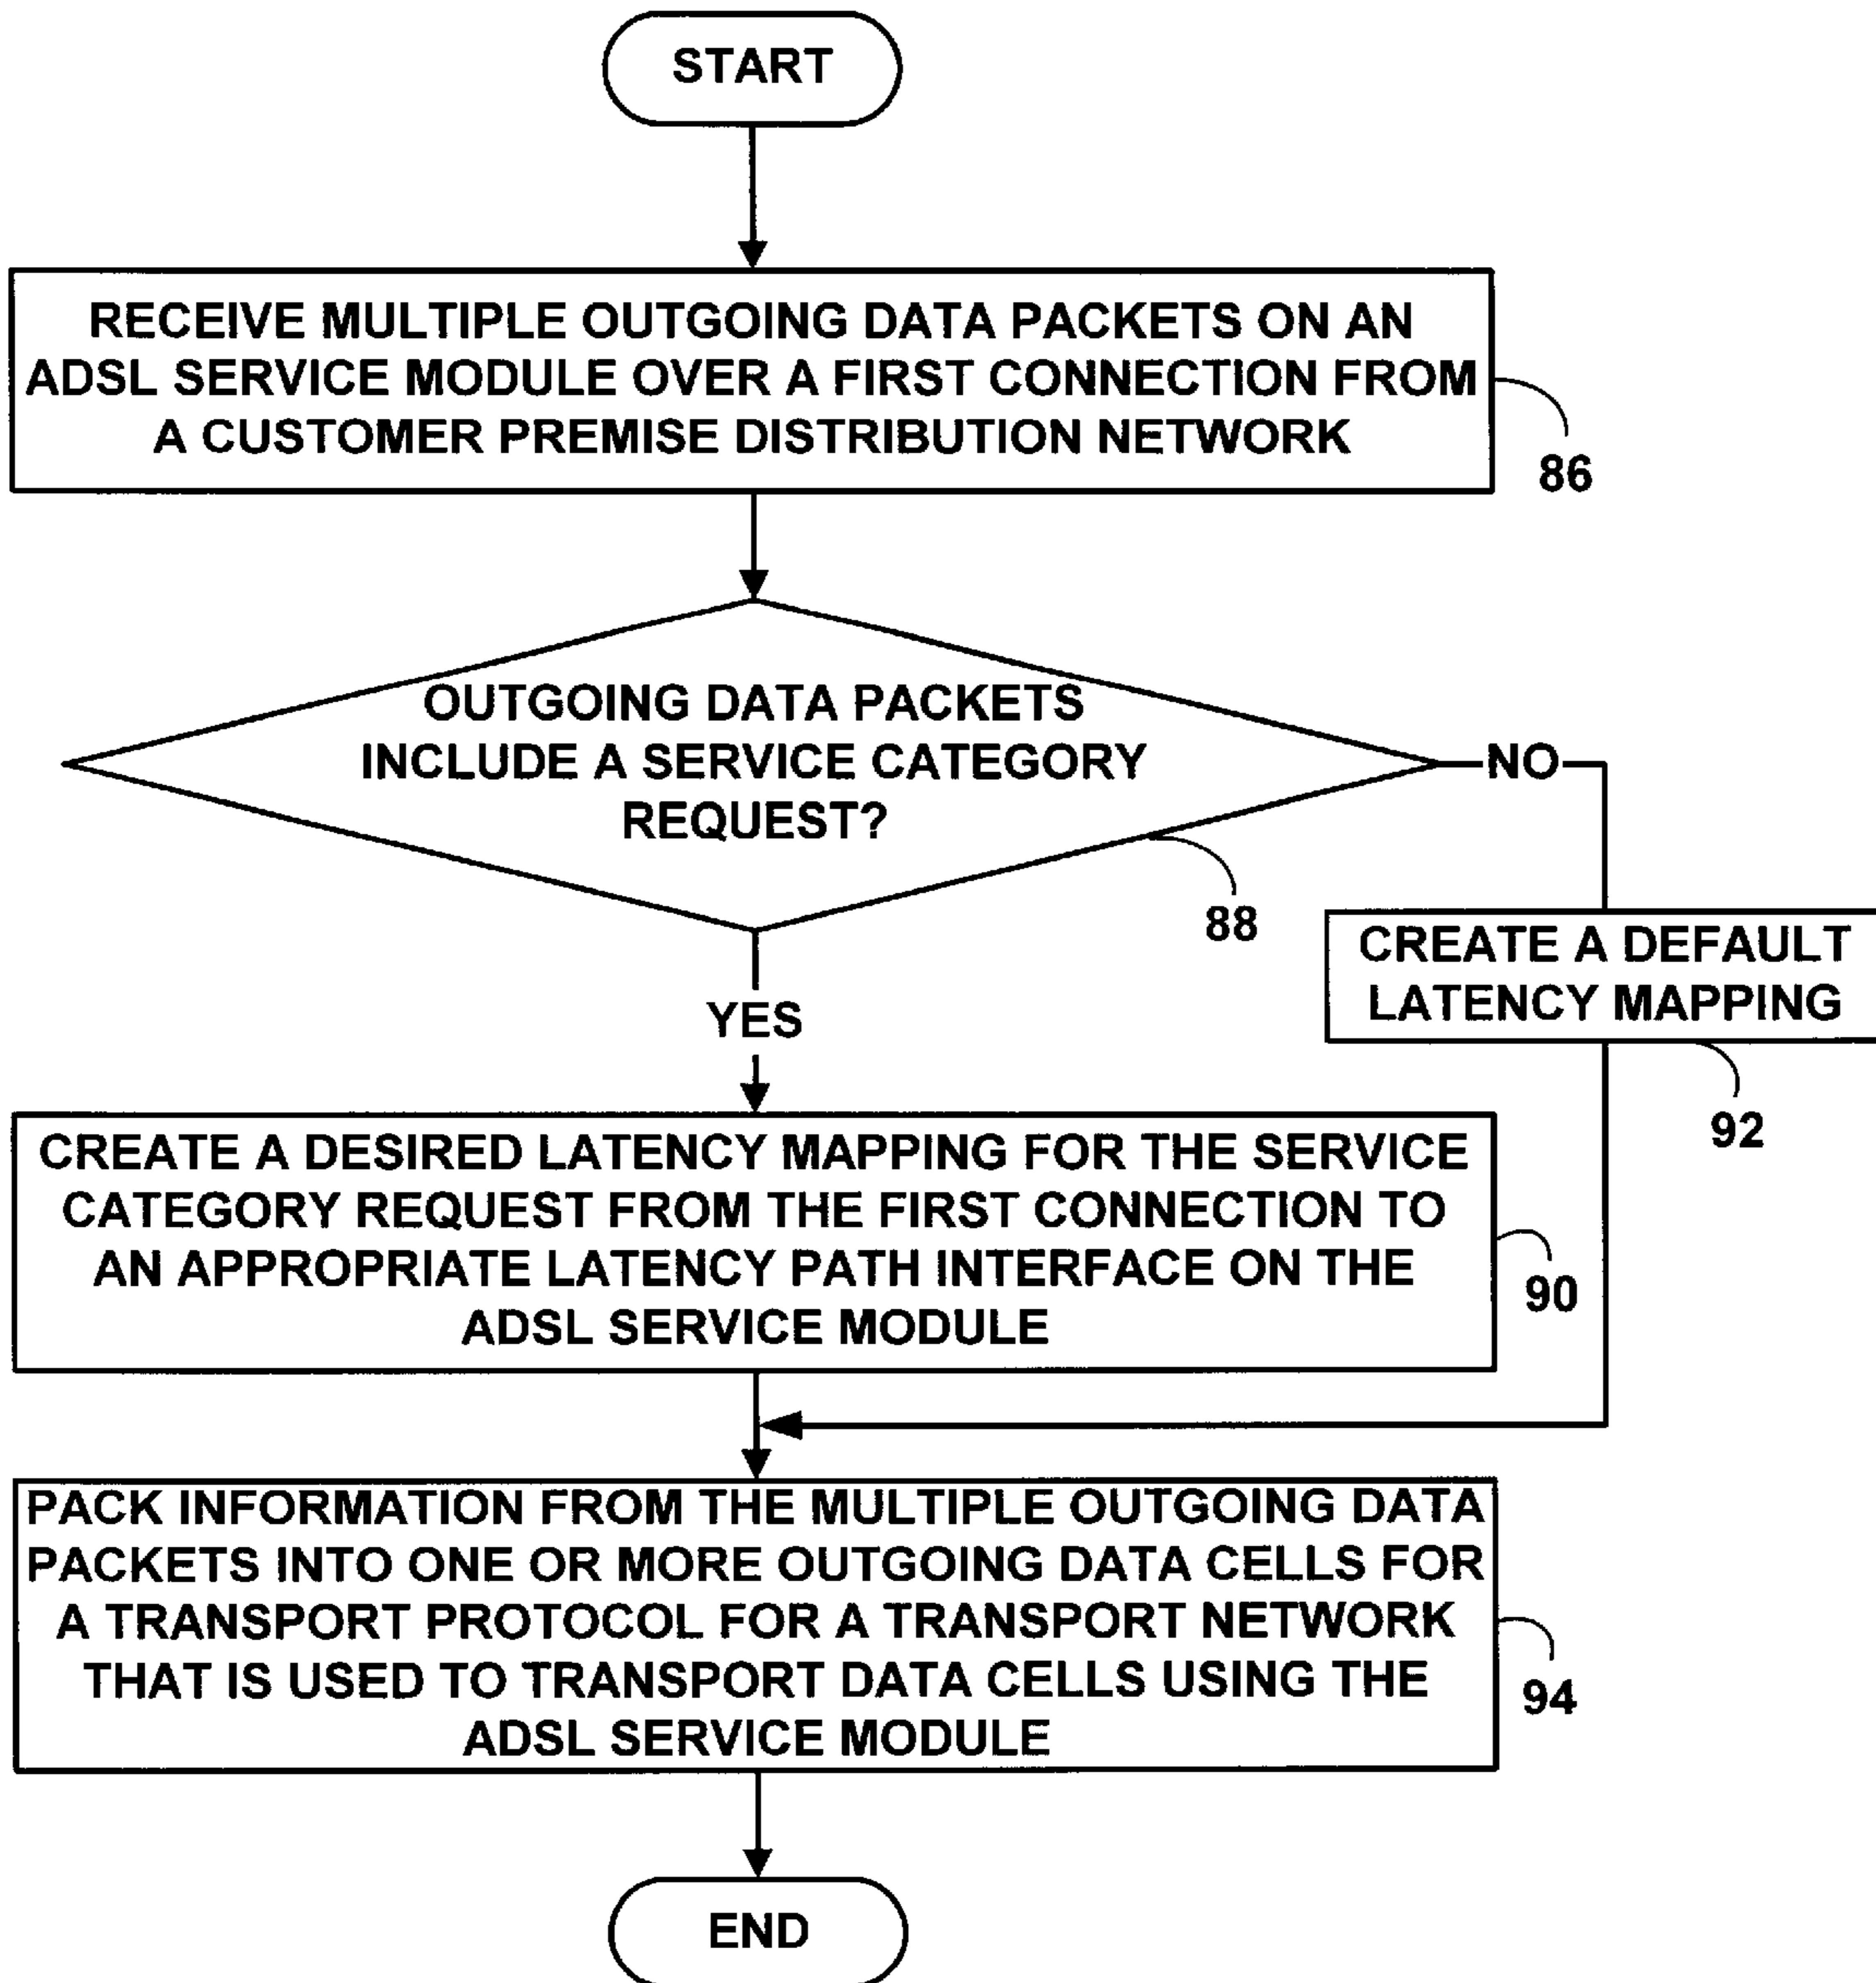 START
RECEIVE MULTIPLE OUTGOING DATA PACKETS ON AN
ADSL SERVICE MODULE OVER A FIRST CONNECTION FROM
A CUSTOMER PREMISE DISTRIBUTION NETWORK
86
OUTGOING DATA PACKETS
INCLUDE A SERVICE CATEGORY
REQUEST?
NO
88
CREATE A DEFAULT
LATENCY MAPPING
92
YES
CREATE A DESIRED LATENCY MAPPING FOR THE SERVICE
CATEGORY REQUEST FROM THE FIRST CONNECTION TO
AN APPROPRIATE LATENCY PATH INTERFACE ON THE
ADSL SERVICE MODULE
90
PACK INFORMATION FROM THE MULTIPLE OUTGOING DATA
PACKETS INTO ONE OR MORE OUTGOING DATA CELLS FOR
A TRANSPORT PROTOCOL FOR A TRANSPORT NETWORK
THAT IS USED TO TRANSPORT DATA CELLS USING THE
ADSL SERVICE MODULE
94
END